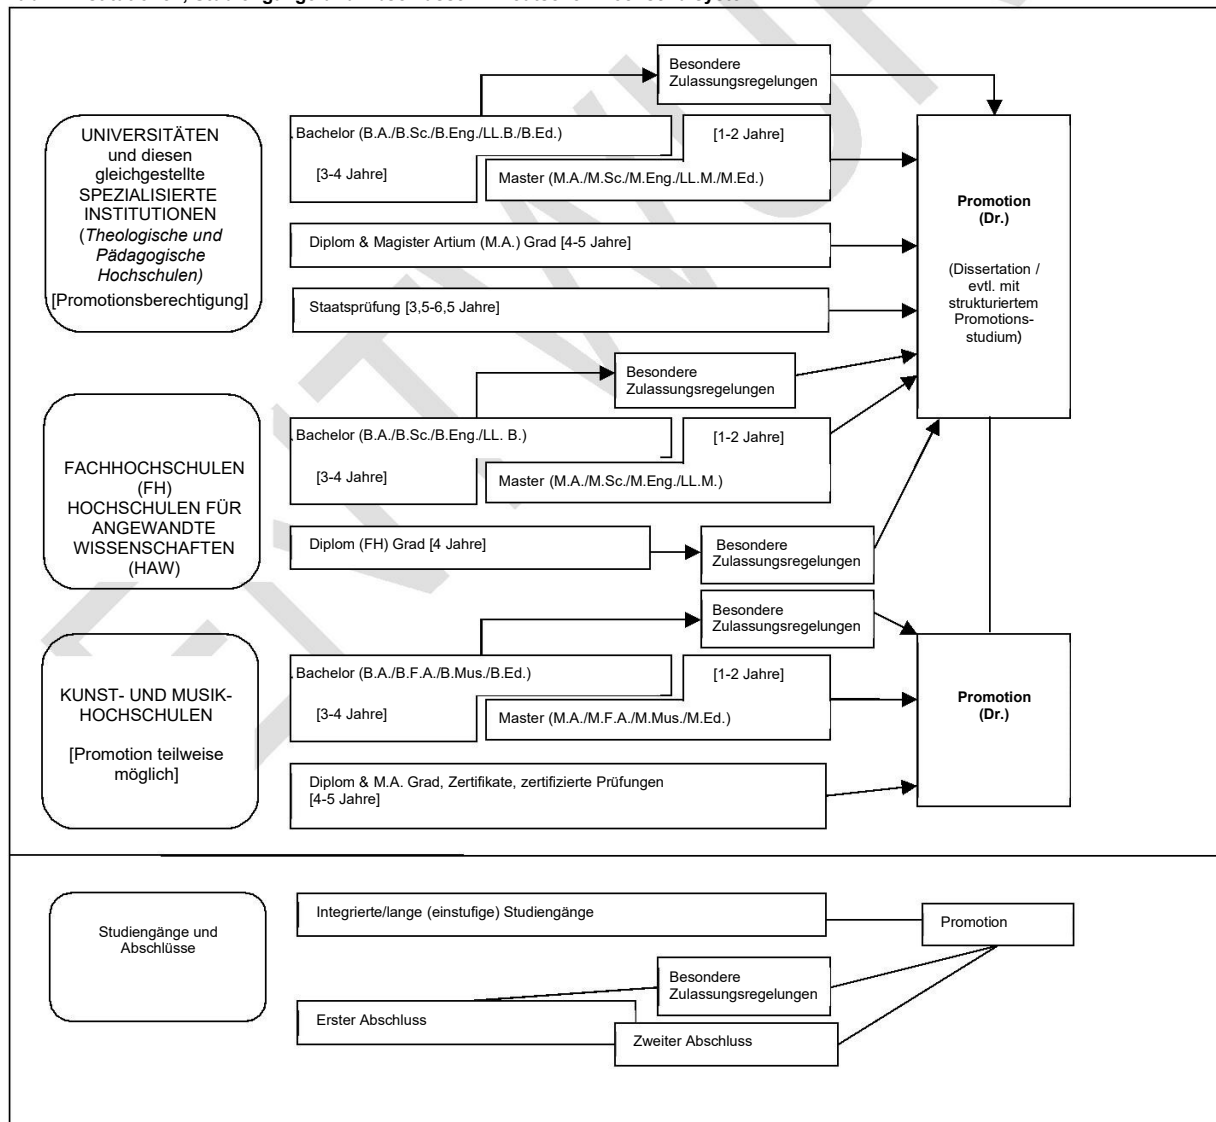 UNIVERSITÄTEN
und diesen
gleichgestellte
SPEZIALISIERTE
INSTITUTIONEN
(Theologische und
Pädagogische
Hochschulen)
[Promotionsberechtigung]
Besondere
Zulassungsregelungen
Bachelor (B.A./B.Sc./B.Eng./LL.B./B.Ed.)
[1-2 Jahre]
[3-4 Jahre]
Master (M.A./M.Sc./M.Eng./LL.M./M.Ed.)
Diplom & Magister Artium (M.A.) Grad [4-5 Jahre]
Staatsprüfung [3,5-6,5 Jahre]
Promotion
(Dr.)
(Dissertation /
evtl. mit
strukturiertem
Promotions-
studium)
FACHHOCHSCHULEN
(FH)
HOCHSCHULEN FÜR
ANGEWANDTE
WISSENSCHAFTEN
(HAW)
Besondere
Zulassungsregelungen
Bachelor (B.A./B.Sc./B.Eng./LL. B.)
[1-2 Jahre]
[3-4 Jahre]
Master (M.A./M.Sc./M.Eng./LL.M.)
Diplom (FH) Grad [4 Jahre]
Besondere
Zulassungsregelungen
KUNST- UND MUSIK-
HOCHSCHULEN
[Promotion teilweise
möglich]
Besondere
Zulassungsregelungen
Bachelor (B.A./B.F.A./B.Mus./B.Ed.)
[1-2 Jahre]
[3-4 Jahre]
Master (M.A./M.F.A./M.Mus./M.Ed.)
Diplom & M.A. Grad, Zertifikate, zertifizierte Prüfungen
[4-5 Jahre]
Promotion
(Dr.)
Studiengänge und
Abschlüsse
Integrierte/lange (einstufige) Studiengänge
Promotion
Besondere
Zulassungsregelungen
Erster Abschluss
Zweiter Abschluss